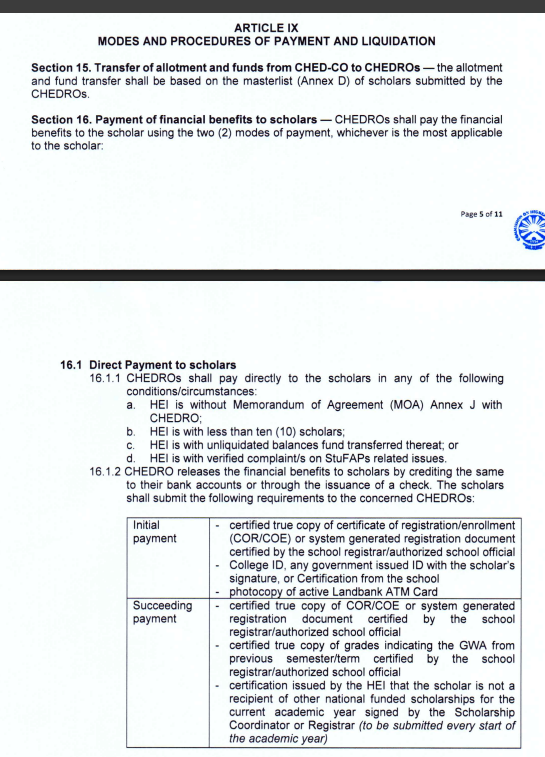 ARTICLE IX
MODES AND PROCEDURES OF PAYMENT AND LIQUIDATION
Section 15. Transfer of allotment and funds from CHED-CO to CHEDROs — the allotment
and fund transfer shall be based on the masterlist (Annex D) of scholars submitted by the
CHEDROs.
Section 16. Payment of financial benefits to scholars — CHEDROs shall pay the financial
benefits to the scholar using the two (2) modes of payment, whichever is the most applicable
to the scholar:
Page 5 of 11
16.1 Direct Payment to scholars
16.1.1 CHEDROs shall pay directly to the scholars in any of the following
conditions/circumstances:
a. HEI is without Memorandum of Agreement (MOA) Annex J with
CHEDRO;
b. HEI is with less than ten (10) scholars;
c. HEI is with unliquidated balances fund transferred thereat; or
d. HEI is with verified complaint/s on StuFAPs related issues.
16.1.2 CHEDRO releases the financial benefits to scholars by crediting the same
to their bank accounts or through the issuance of a check. The scholars
shall submit the following requirements to the concerned CHEDROs:
Initial payment
- certified true copy of certificate of registration/enrollment
(COR/COE) or system generated registration document
certified by the school registrar/authorized school official
- College ID, any government issued ID with the scholar's
signature, or Certification from the school
- photocopy of active Landbank ATM Card
Succeeding payment
- certified true copy of COR/COE or system generated
registration document certified by the school
registrar/authorized school official
- certified true copy of grades indicating the GWA from
previous semester/term certified by the school
registrar/authorized school official
- certification issued by the HEI that the scholar is not a
recipient of other national funded scholarships for the
current academic year signed by the Scholarship
Coordinator or Registrar (to be submitted every start of
the academic year)